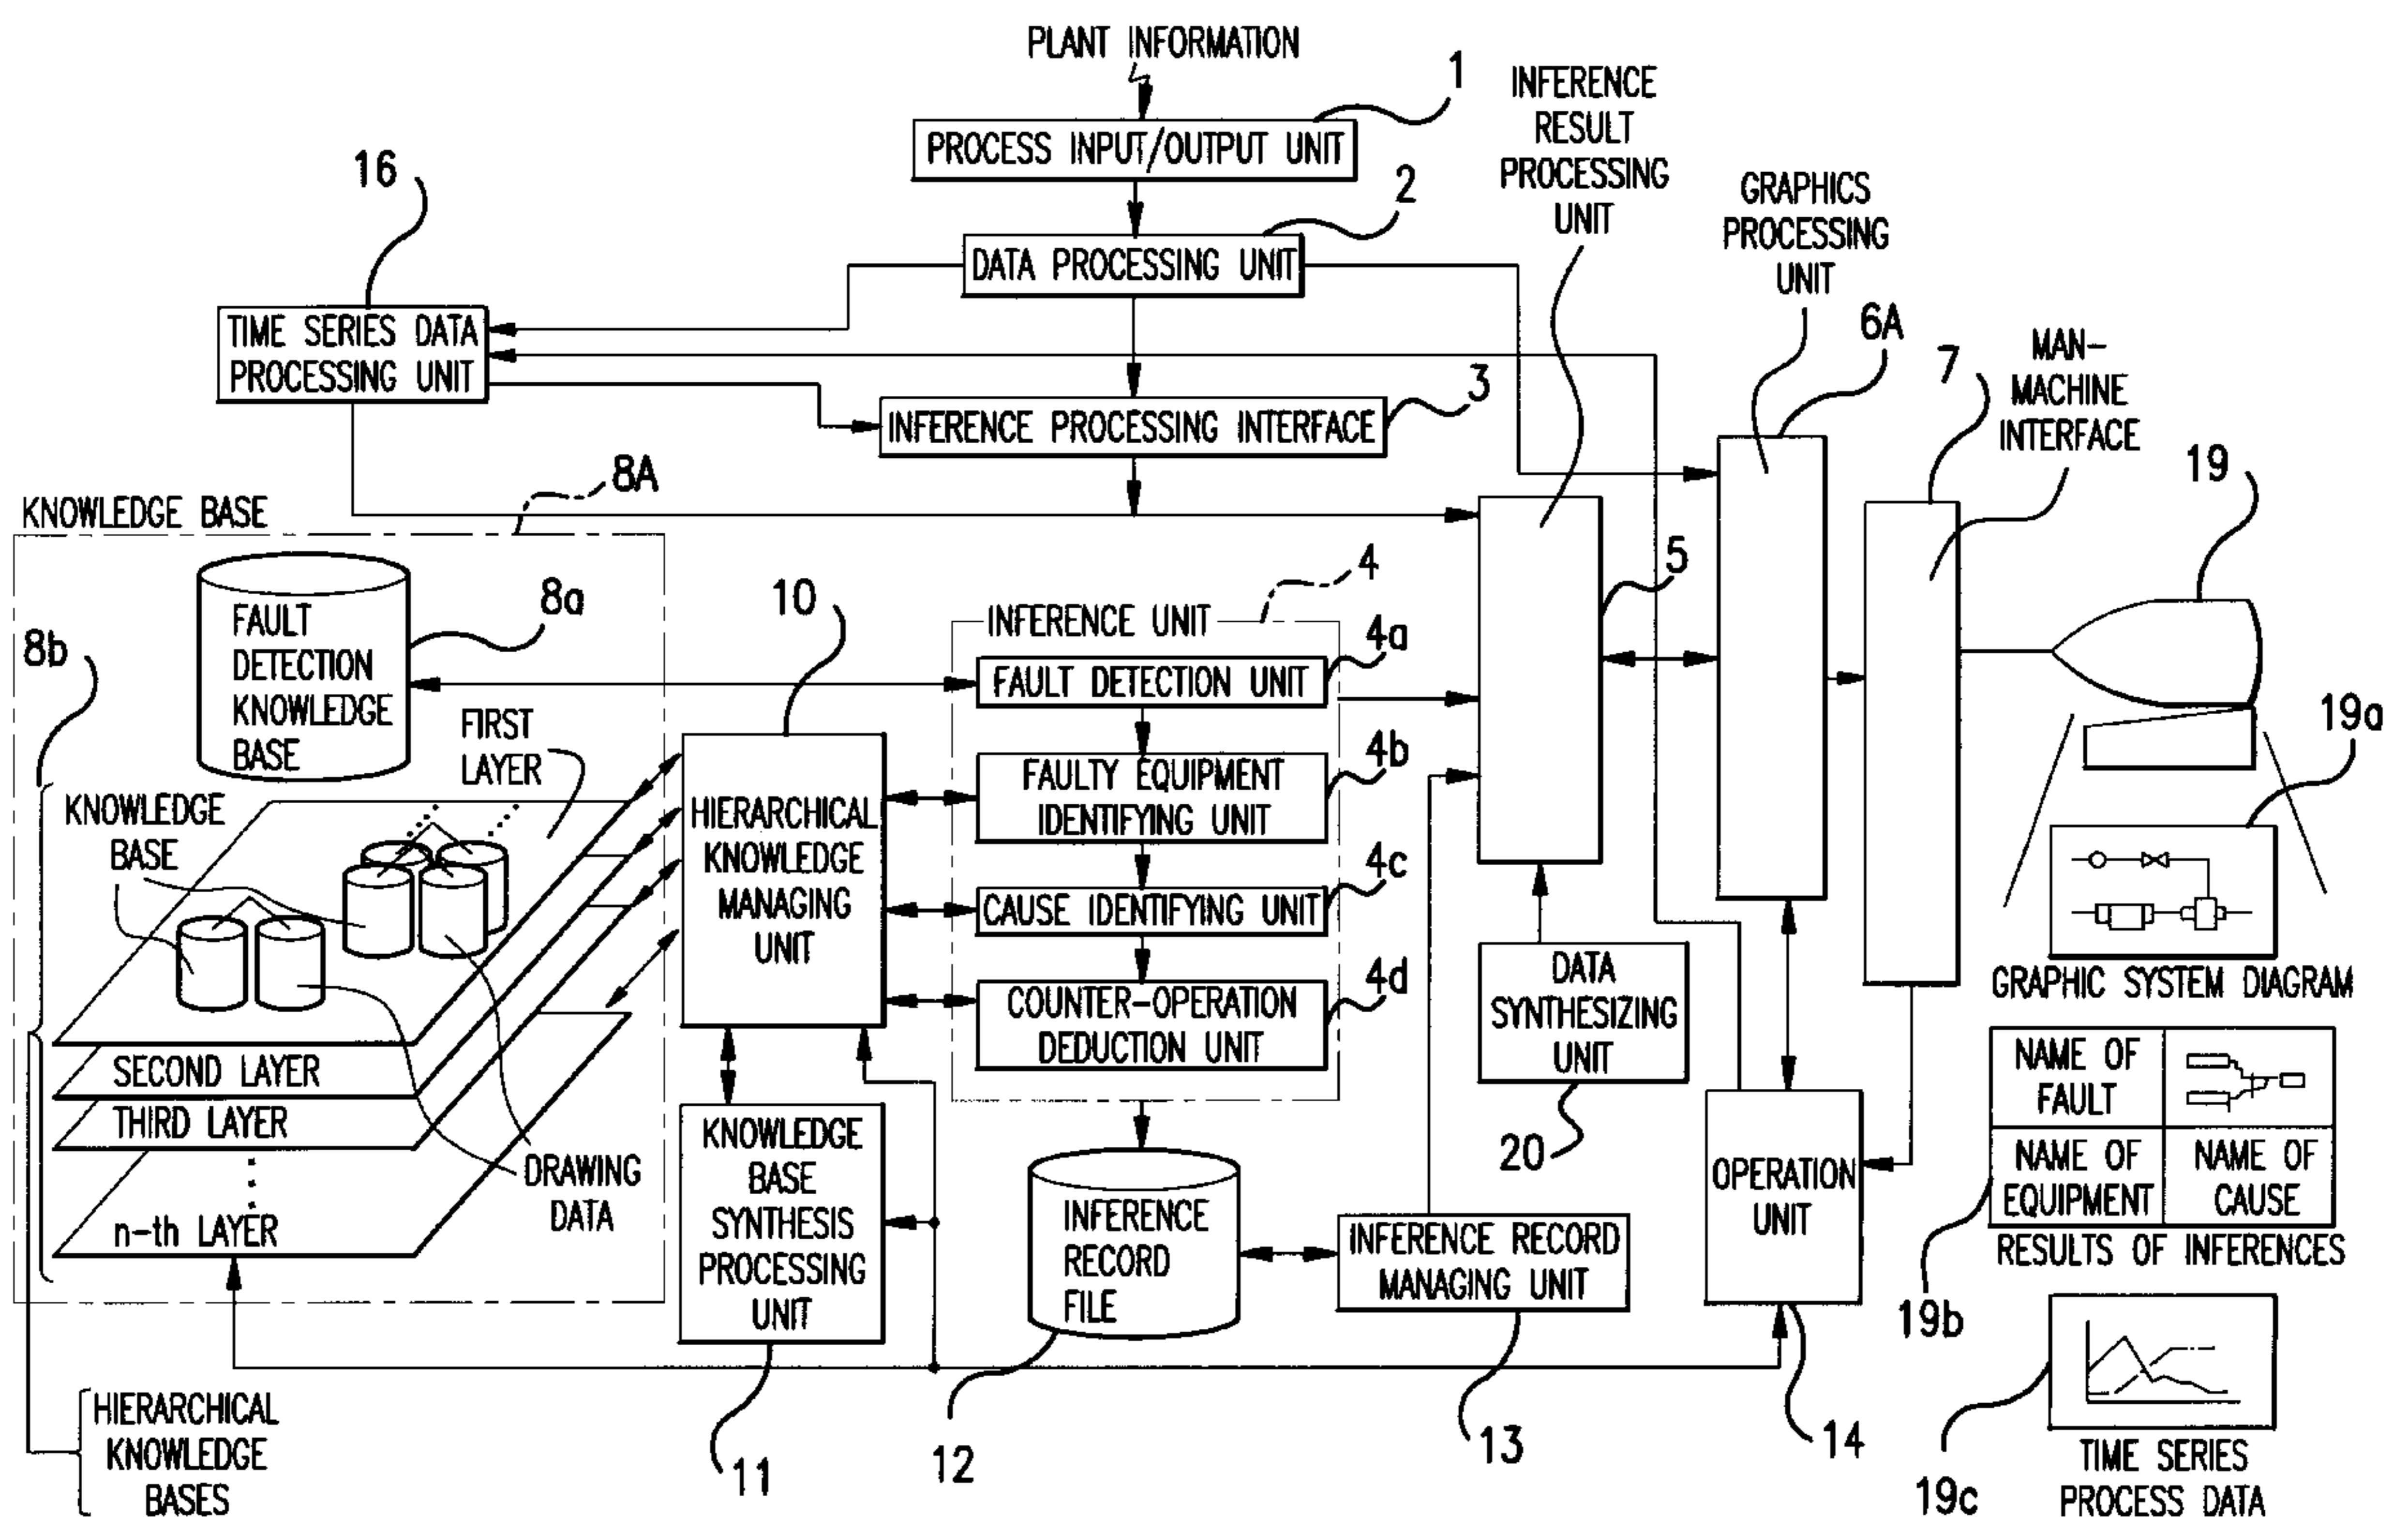 PLANT INFORMATION
1
PROCESS INPUT/OUTPUT UNIT
INFERENCE
RESULT
PROCESSING
UNIT
16
2
DATA PROCESSING UNIT
GRAPHICS
PROCESSING
UNIT
TIME SERIES DATA
PROCESSING UNIT
6A
7
MAN-
MACHINE
INTERFACE
3
INFERENCE PROCESSING INTERFACE
19
8A
KNOWLEDGE BASE
FAULT
DETECTION
KNOWLEDGE
BASE
8a
8b
10
4
5
INFERENCE UNIT
4a
FAULT DETECTION UNIT
FIRST
LAYER
4b
FAULTY EQUIPMENT
IDENTIFYING UNIT
19a
KNOWLEDGE
BASE
HIERARCHICAL
KNOWLEDGE
MANAGING
UNIT
4c
CAUSE IDENTIFYING UNIT
4d
COUNTER-OPERATION
DEDUCTION UNIT
DATA
SYNTHESIZING
UNIT
20
GRAPHIC SYSTEM DIAGRAM
SECOND LAYER
THIRD LAYER
n-th LAYER
DRAWING
DATA
KNOWLEDGE
BASE
SYNTHESIS
PROCESSING
UNIT
INFERENCE
RECORD
FILE
INFERENCE RECORD
MANAGING UNIT
OPERATION
UNIT
NAME OF
FAULT
NAME OF
EQUIPMENT
NAME OF
CAUSE
RESULTS OF INFERENCES
19b
HIERARCHICAL
KNOWLEDGE
BASES
11
12
13
14
19c
TIME SERIES
PROCESS DATA